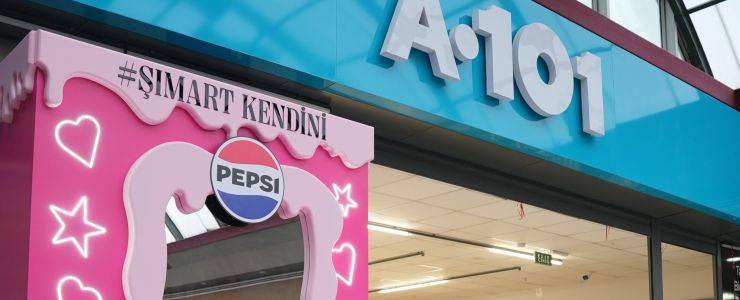 A·101
#ŞIMART KENDİNİ
PEPSI
EXIT